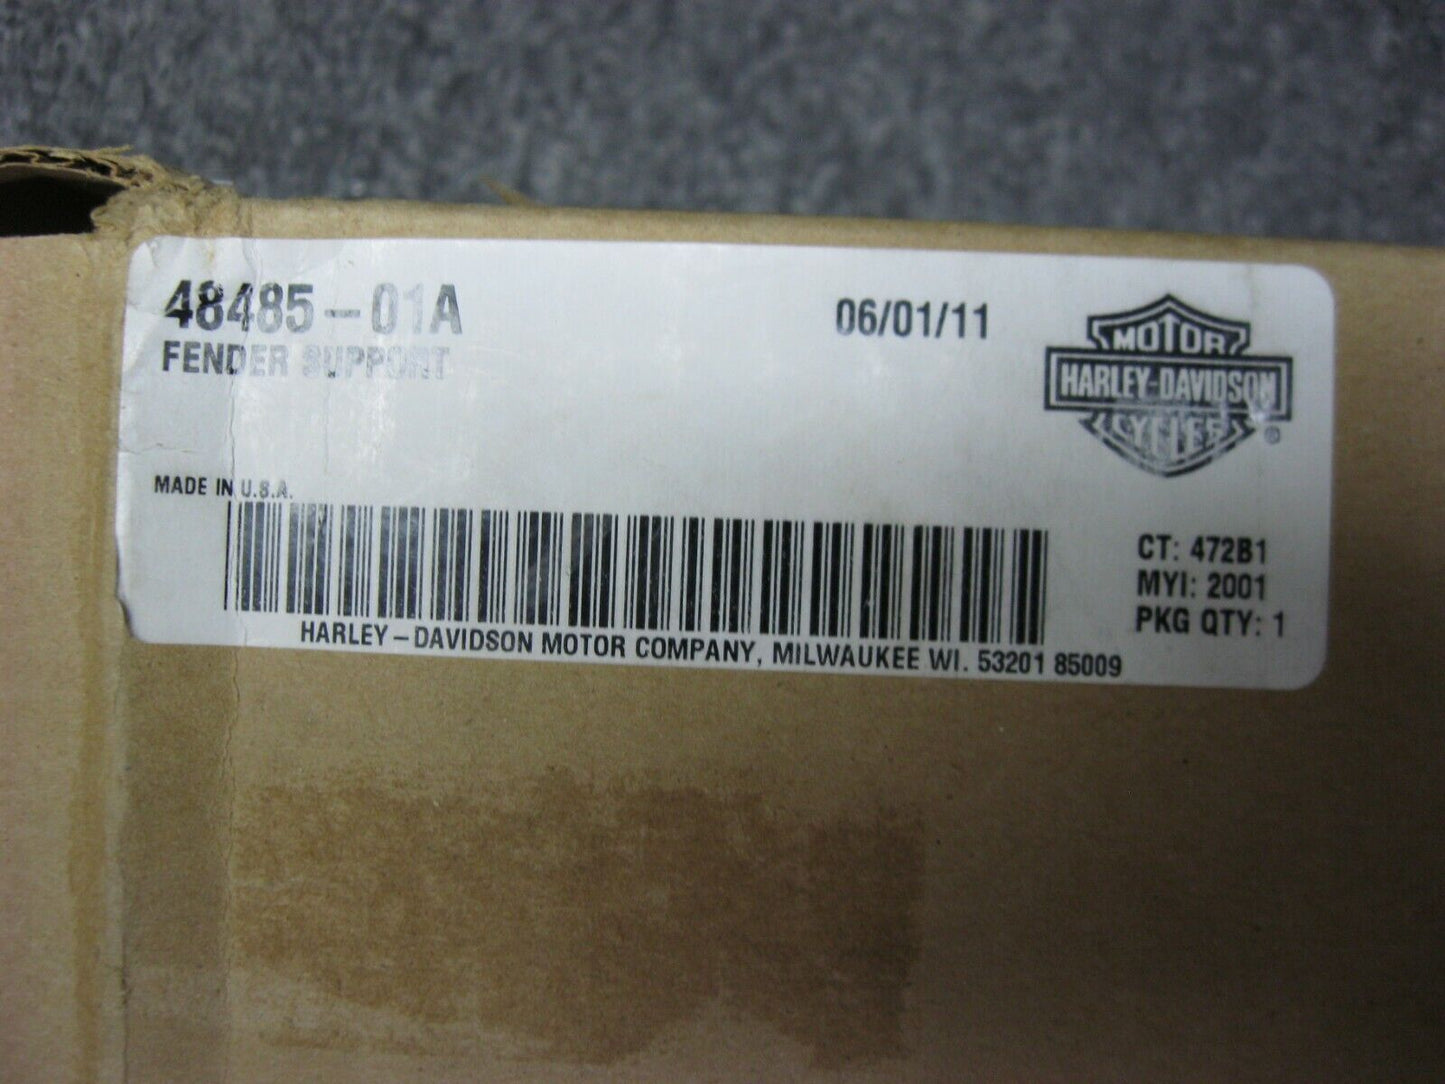 48485-01A
FENDER SUPPORT
06/01/11
MOTOR
HARLEY-DAVIDSON
CYCLES
®
MADE IN U.S.A.
CT: 472B1
MYI: 2001
PKG QTY: 1
HARLEY-DAVIDSON MOTOR COMPANY, MILWAUKEE WI. 53201 85009